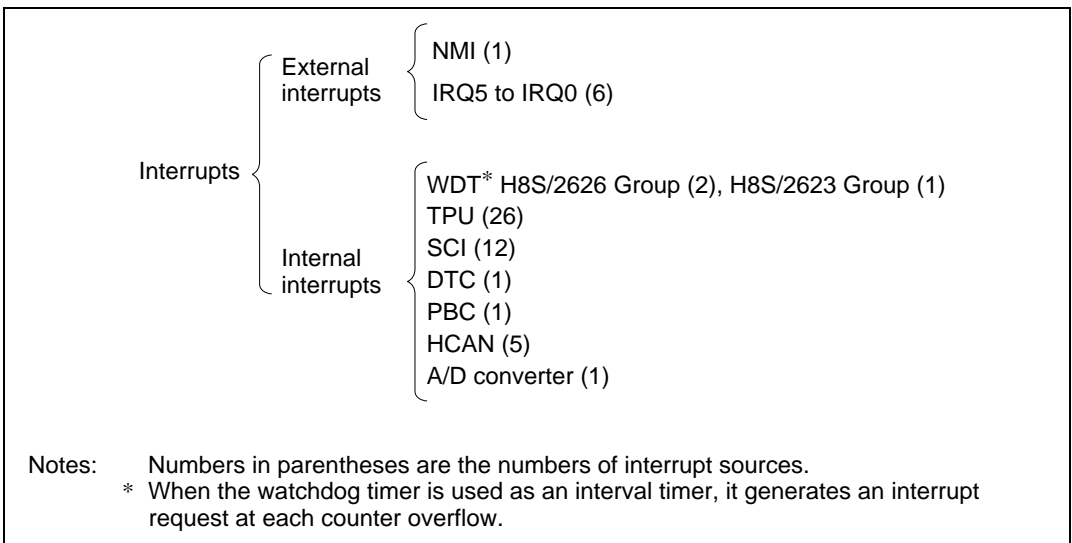 Interrupts
External
interrupts
NMI (1)
IRQ5 to IRQ0 (6)
Internal
interrupts
WDT* H8S/2626 Group (2), H8S/2623 Group (1)
TPU (26)
SCI (12)
DTC (1)
PBC (1)
HCAN (5)
A/D converter (1)
Notes: Numbers in parentheses are the numbers of interrupt sources.
* When the watchdog timer is used as an interval timer, it generates an interrupt
request at each counter overflow.